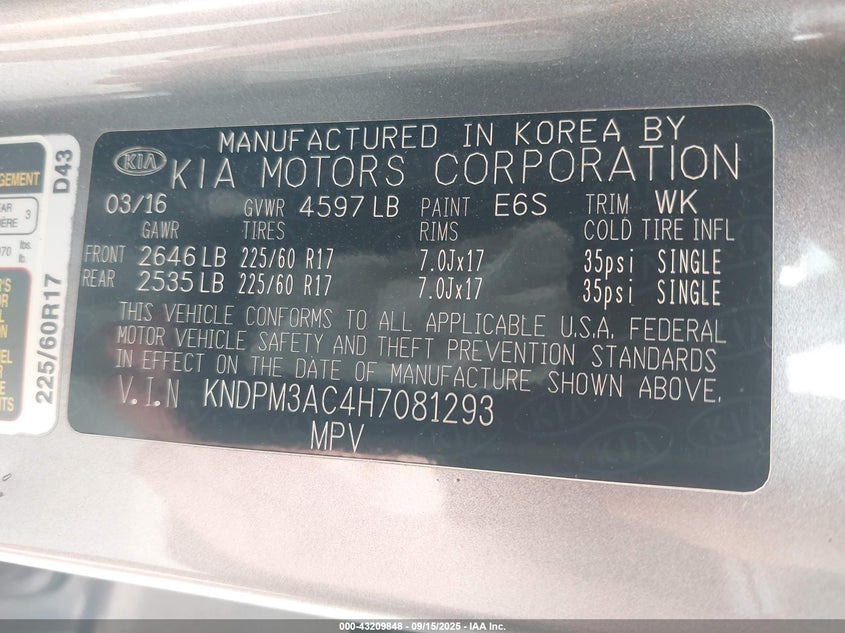 MANUFACTURED IN KOREA BY
KIA KIA MOTORS CORPORATION
03/16 GVWR 4597 LB PAINT E6S TRIM WK
GAWR TIRES RIMS COLD TIRE INFL
FRONT 2646 LB 225/60 R17 7.0Jx17 35psi SINGLE
REAR 2535 LB 225/60 R17 7.0Jx17 35psi SINGLE
THIS VEHICLE CONFORMS TO ALL APPLICABLE U.S.A. FEDERAL
MOTOR VEHICLE SAFETY AND THEFT PREVENTION STANDARDS
IN EFFECT ON THE DATE OF MANUFACTURE SHOWN ABOVE.
V.I.N KNDPM3AC4H7081293
MPV
D43
225/60R17
3
lbs.
lb.
000-43209848 - 09/15/2025 - IAA Inc.